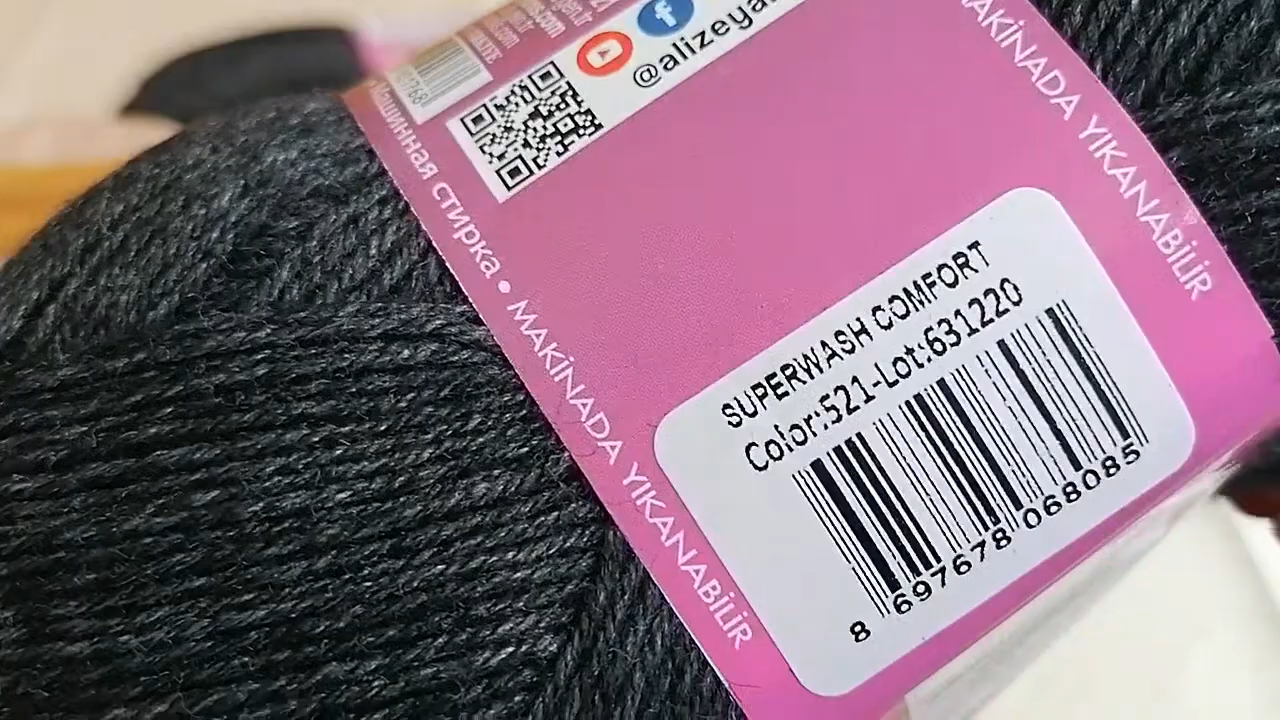 @alizeya
Машинная стирка • MAKİNADA YIKANABİLİR
MAKİNADA YIKANABİLİR
SUPERWASH COMFORT
Color:521-Lot:631220
8 697678 068085